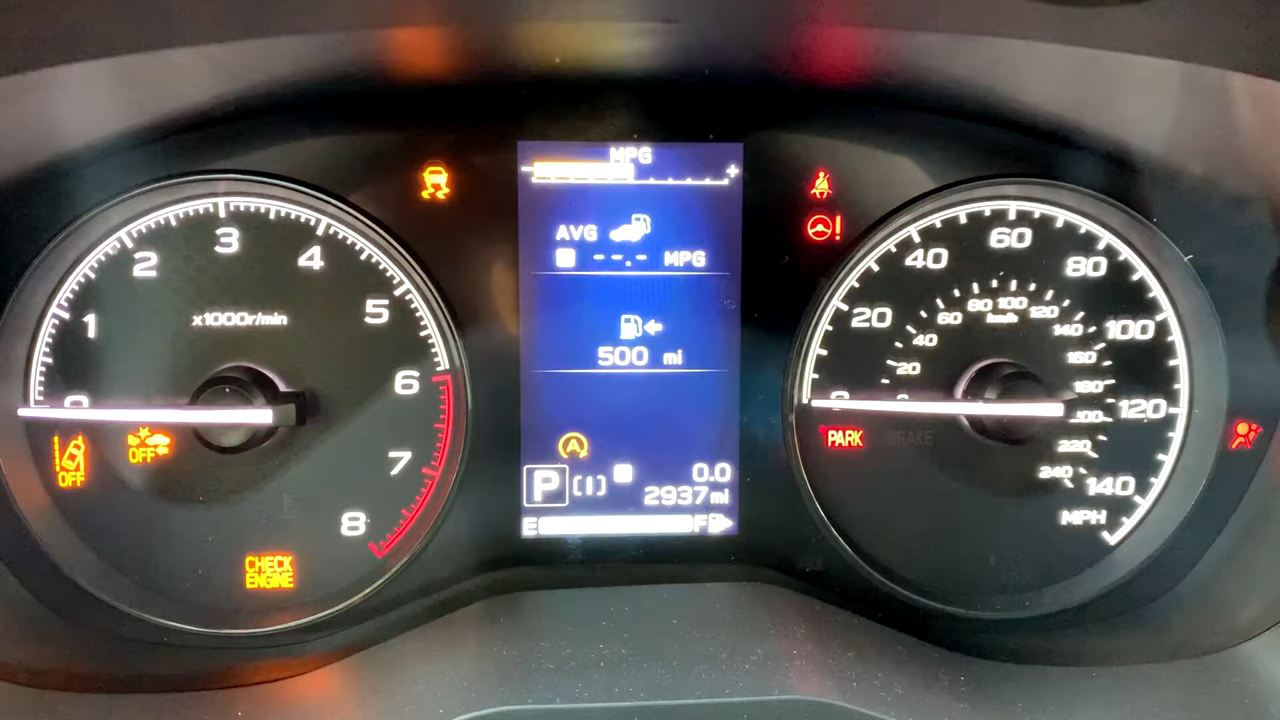 MPG
- +
AVG
A --.- MPG
500 mi
A
P [I] A 0.0
2937 mi
E F
0
1
2
3
4
5
6
7
8
x1000r/min
OFF
OFF
CHECK
ENGINE
!
0
20
40
60
80
100
120
140
MPH
20
40
60
80
100
120
140
160
180
200
220
240
km/h
PARK
BRAKE